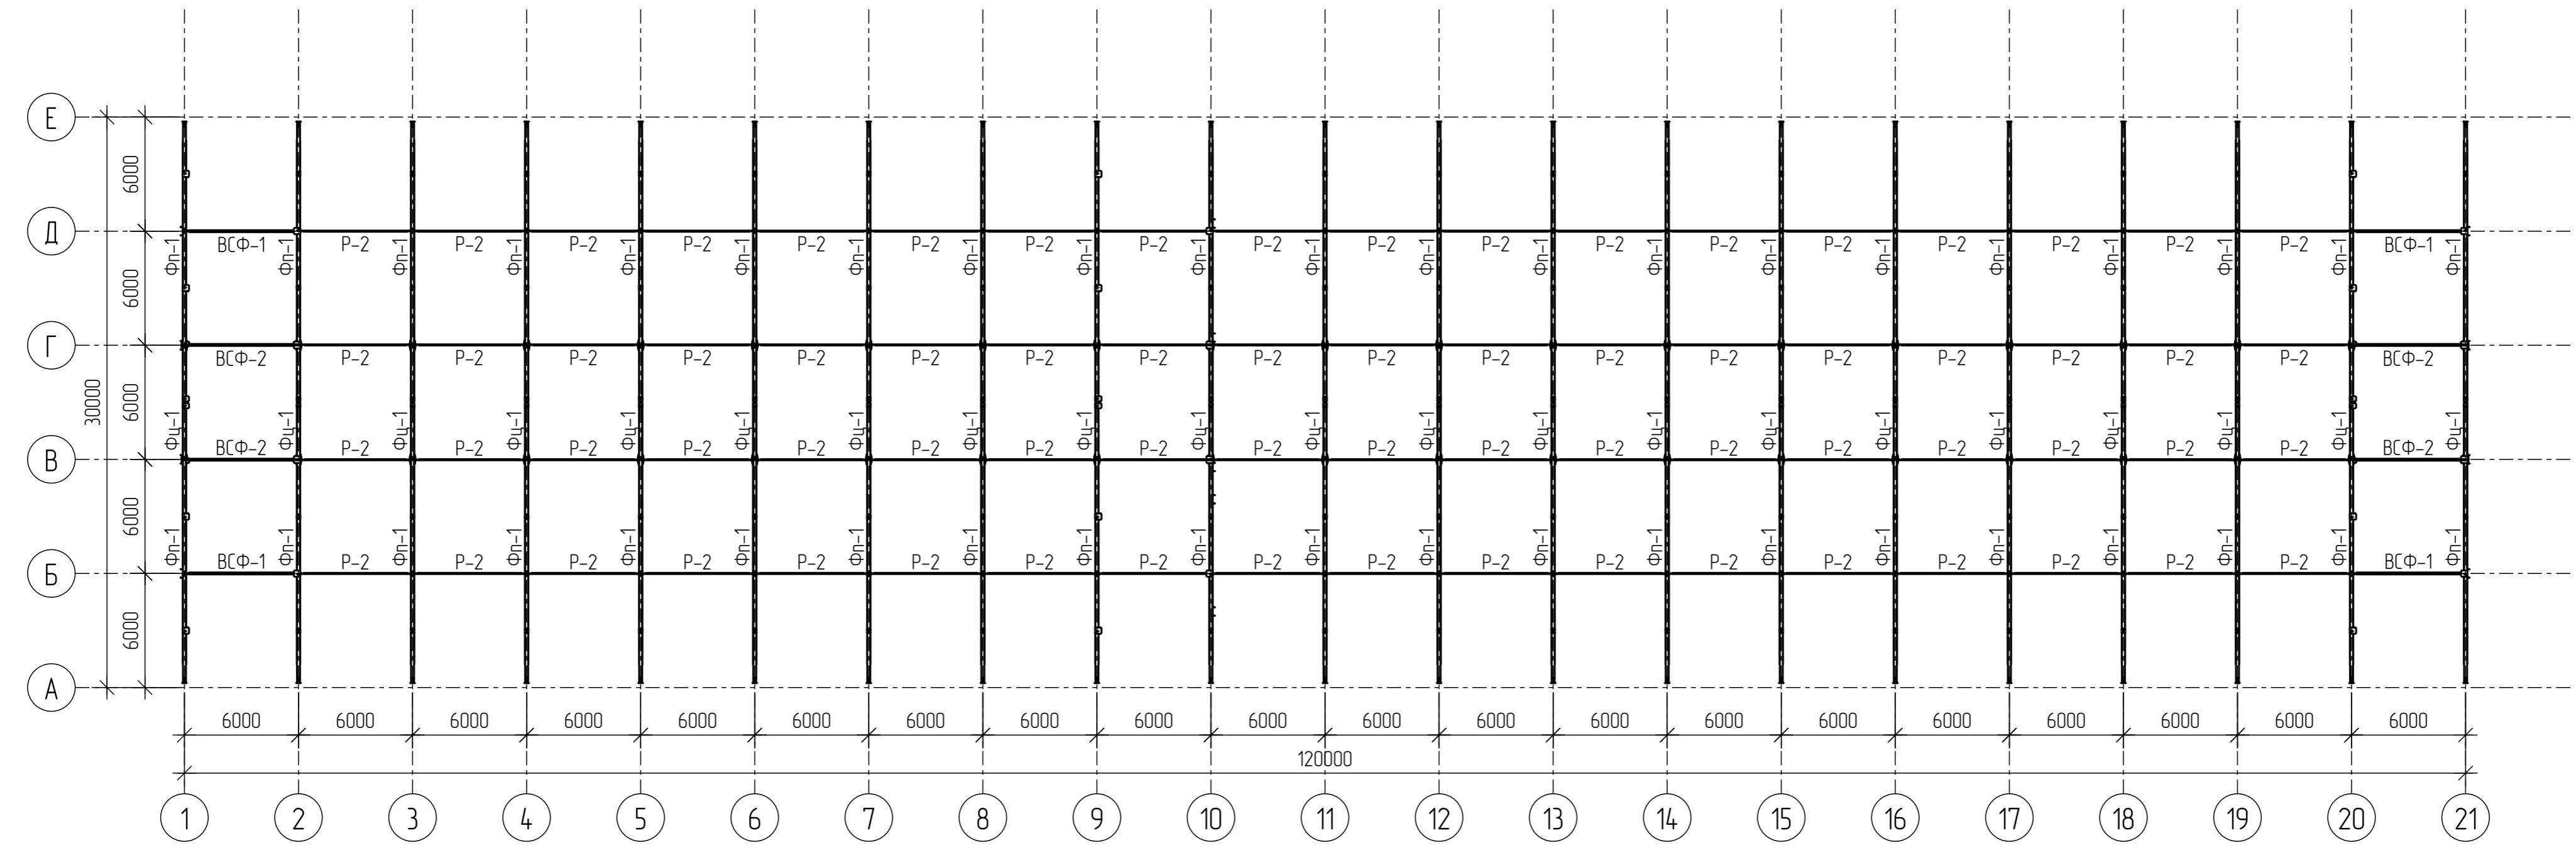 Е
6000
Д
ВСФ-1 Р-2 Р-2 Р-2 Р-2 Р-2 Р-2 Р-2 Р-2 Р-2 Р-2 Р-2 Р-2 Р-2 Р-2 Р-2 Р-2 Р-2 Р-2 ВСФ-1
Фп-1 Фп-1 Фп-1 Фп-1 Фп-1 Фп-1 Фп-1 Фп-1 Фп-1 Фп-1 Фп-1 Фп-1 Фп-1 Фп-1 Фп-1 Фп-1 Фп-1 Фп-1 Фп-1 Фп-1 Фп-1
6000
Г
ВСФ-2 Р-2 Р-2 Р-2 Р-2 Р-2 Р-2 Р-2 Р-2 Р-2 Р-2 Р-2 Р-2 Р-2 Р-2 Р-2 Р-2 Р-2 Р-2 ВСФ-2
30000
6000
Фц-1 Фц-1 Фц-1 Фц-1 Фц-1 Фц-1 Фц-1 Фц-1 Фц-1 Фц-1 Фц-1 Фц-1 Фц-1 Фц-1 Фц-1 Фц-1 Фц-1 Фц-1 Фц-1 Фц-1 Фц-1
ВСФ-2 Р-2 Р-2 Р-2 Р-2 Р-2 Р-2 Р-2 Р-2 Р-2 Р-2 Р-2 Р-2 Р-2 Р-2 Р-2 Р-2 Р-2 Р-2 ВСФ-2
В
6000
Фп-1 Фп-1 Фп-1 Фп-1 Фп-1 Фп-1 Фп-1 Фп-1 Фп-1 Фп-1 Фп-1 Фп-1 Фп-1 Фп-1 Фп-1 Фп-1 Фп-1 Фп-1 Фп-1 Фп-1 Фп-1
ВСФ-1 Р-2 Р-2 Р-2 Р-2 Р-2 Р-2 Р-2 Р-2 Р-2 Р-2 Р-2 Р-2 Р-2 Р-2 Р-2 Р-2 Р-2 Р-2 ВСФ-1
Б
6000
А
6000 6000 6000 6000 6000 6000 6000 6000 6000 6000 6000 6000 6000 6000 6000 6000 6000 6000 6000 6000
120000
1 2 3 4 5 6 7 8 9 10 11 12 13 14 15 16 17 18 19 20 21